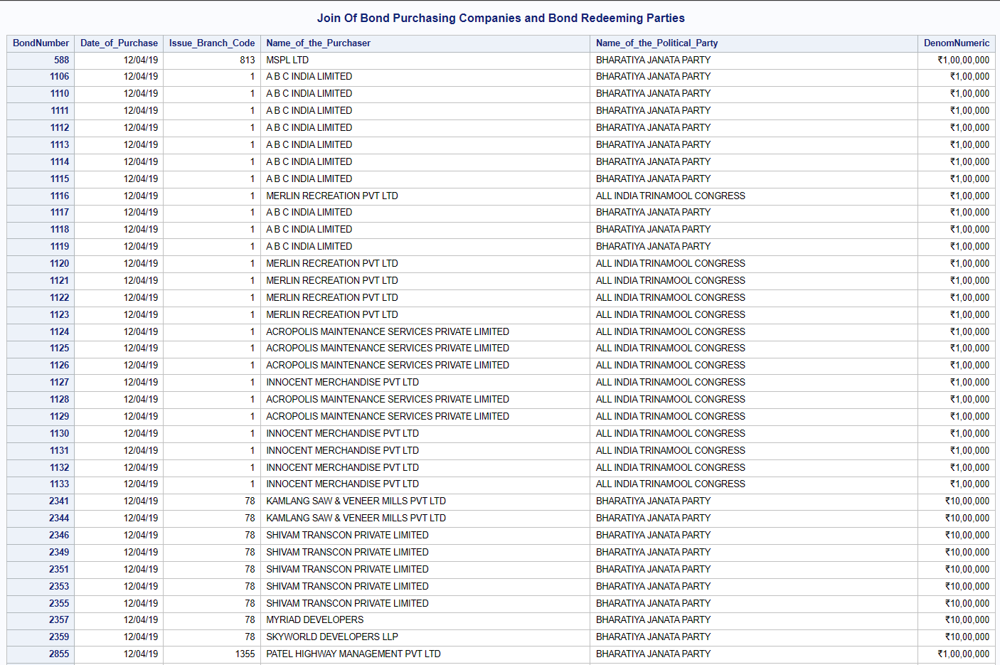 Join Of Bond Purchasing Companies and Bond Redeeming Parties
BondNumber Date_of_Purchase Issue_Branch_Code Name_of_the_Purchaser Name_of_the_Political_Party DenomNumeric
588 12/04/19 813 MSPL LTD BHARATIYA JANATA PARTY ₹1,00,00,000
1106 12/04/19 1 A B C INDIA LIMITED BHARATIYA JANATA PARTY ₹1,00,000
1110 12/04/19 1 A B C INDIA LIMITED BHARATIYA JANATA PARTY ₹1,00,000
1111 12/04/19 1 A B C INDIA LIMITED BHARATIYA JANATA PARTY ₹1,00,000
1112 12/04/19 1 A B C INDIA LIMITED BHARATIYA JANATA PARTY ₹1,00,000
1113 12/04/19 1 A B C INDIA LIMITED BHARATIYA JANATA PARTY ₹1,00,000
1114 12/04/19 1 A B C INDIA LIMITED BHARATIYA JANATA PARTY ₹1,00,000
1115 12/04/19 1 A B C INDIA LIMITED BHARATIYA JANATA PARTY ₹1,00,000
1116 12/04/19 1 MERLIN RECREATION PVT LTD ALL INDIA TRINAMOOL CONGRESS ₹1,00,000
1117 12/04/19 1 A B C INDIA LIMITED BHARATIYA JANATA PARTY ₹1,00,000
1118 12/04/19 1 A B C INDIA LIMITED BHARATIYA JANATA PARTY ₹1,00,000
1119 12/04/19 1 A B C INDIA LIMITED BHARATIYA JANATA PARTY ₹1,00,000
1120 12/04/19 1 MERLIN RECREATION PVT LTD ALL INDIA TRINAMOOL CONGRESS ₹1,00,000
1121 12/04/19 1 MERLIN RECREATION PVT LTD ALL INDIA TRINAMOOL CONGRESS ₹1,00,000
1122 12/04/19 1 MERLIN RECREATION PVT LTD ALL INDIA TRINAMOOL CONGRESS ₹1,00,000
1123 12/04/19 1 MERLIN RECREATION PVT LTD ALL INDIA TRINAMOOL CONGRESS ₹1,00,000
1124 12/04/19 1 ACROPOLIS MAINTENANCE SERVICES PRIVATE LIMITED ALL INDIA TRINAMOOL CONGRESS ₹1,00,000
1125 12/04/19 1 ACROPOLIS MAINTENANCE SERVICES PRIVATE LIMITED ALL INDIA TRINAMOOL CONGRESS ₹1,00,000
1126 12/04/19 1 ACROPOLIS MAINTENANCE SERVICES PRIVATE LIMITED ALL INDIA TRINAMOOL CONGRESS ₹1,00,000
1127 12/04/19 1 INNOCENT MERCHANDISE PVT LTD ALL INDIA TRINAMOOL CONGRESS ₹1,00,000
1128 12/04/19 1 ACROPOLIS MAINTENANCE SERVICES PRIVATE LIMITED ALL INDIA TRINAMOOL CONGRESS ₹1,00,000
1129 12/04/19 1 ACROPOLIS MAINTENANCE SERVICES PRIVATE LIMITED ALL INDIA TRINAMOOL CONGRESS ₹1,00,000
1130 12/04/19 1 INNOCENT MERCHANDISE PVT LTD ALL INDIA TRINAMOOL CONGRESS ₹1,00,000
1131 12/04/19 1 INNOCENT MERCHANDISE PVT LTD ALL INDIA TRINAMOOL CONGRESS ₹1,00,000
1132 12/04/19 1 INNOCENT MERCHANDISE PVT LTD ALL INDIA TRINAMOOL CONGRESS ₹1,00,000
1133 12/04/19 1 INNOCENT MERCHANDISE PVT LTD ALL INDIA TRINAMOOL CONGRESS ₹1,00,000
2341 12/04/19 78 KAMLANG SAW & VENEER MILLS PVT LTD BHARATIYA JANATA PARTY ₹10,00,000
2344 12/04/19 78 KAMLANG SAW & VENEER MILLS PVT LTD BHARATIYA JANATA PARTY ₹10,00,000
2346 12/04/19 78 SHIVAM TRANSCON PRIVATE LIMITED BHARATIYA JANATA PARTY ₹10,00,000
2349 12/04/19 78 SHIVAM TRANSCON PRIVATE LIMITED BHARATIYA JANATA PARTY ₹10,00,000
2351 12/04/19 78 SHIVAM TRANSCON PRIVATE LIMITED BHARATIYA JANATA PARTY ₹10,00,000
2353 12/04/19 78 SHIVAM TRANSCON PRIVATE LIMITED BHARATIYA JANATA PARTY ₹10,00,000
2355 12/04/19 78 SHIVAM TRANSCON PRIVATE LIMITED BHARATIYA JANATA PARTY ₹10,00,000
2357 12/04/19 78 MYRIAD DEVELOPERS BHARATIYA JANATA PARTY ₹10,00,000
2359 12/04/19 78 SKYWORLD DEVELOPERS LLP BHARATIYA JANATA PARTY ₹10,00,000
2855 12/04/19 1355 PATEL HIGHWAY MANAGEMENT PVT LTD BHARATIYA JANATA PARTY ₹1,00,00,000